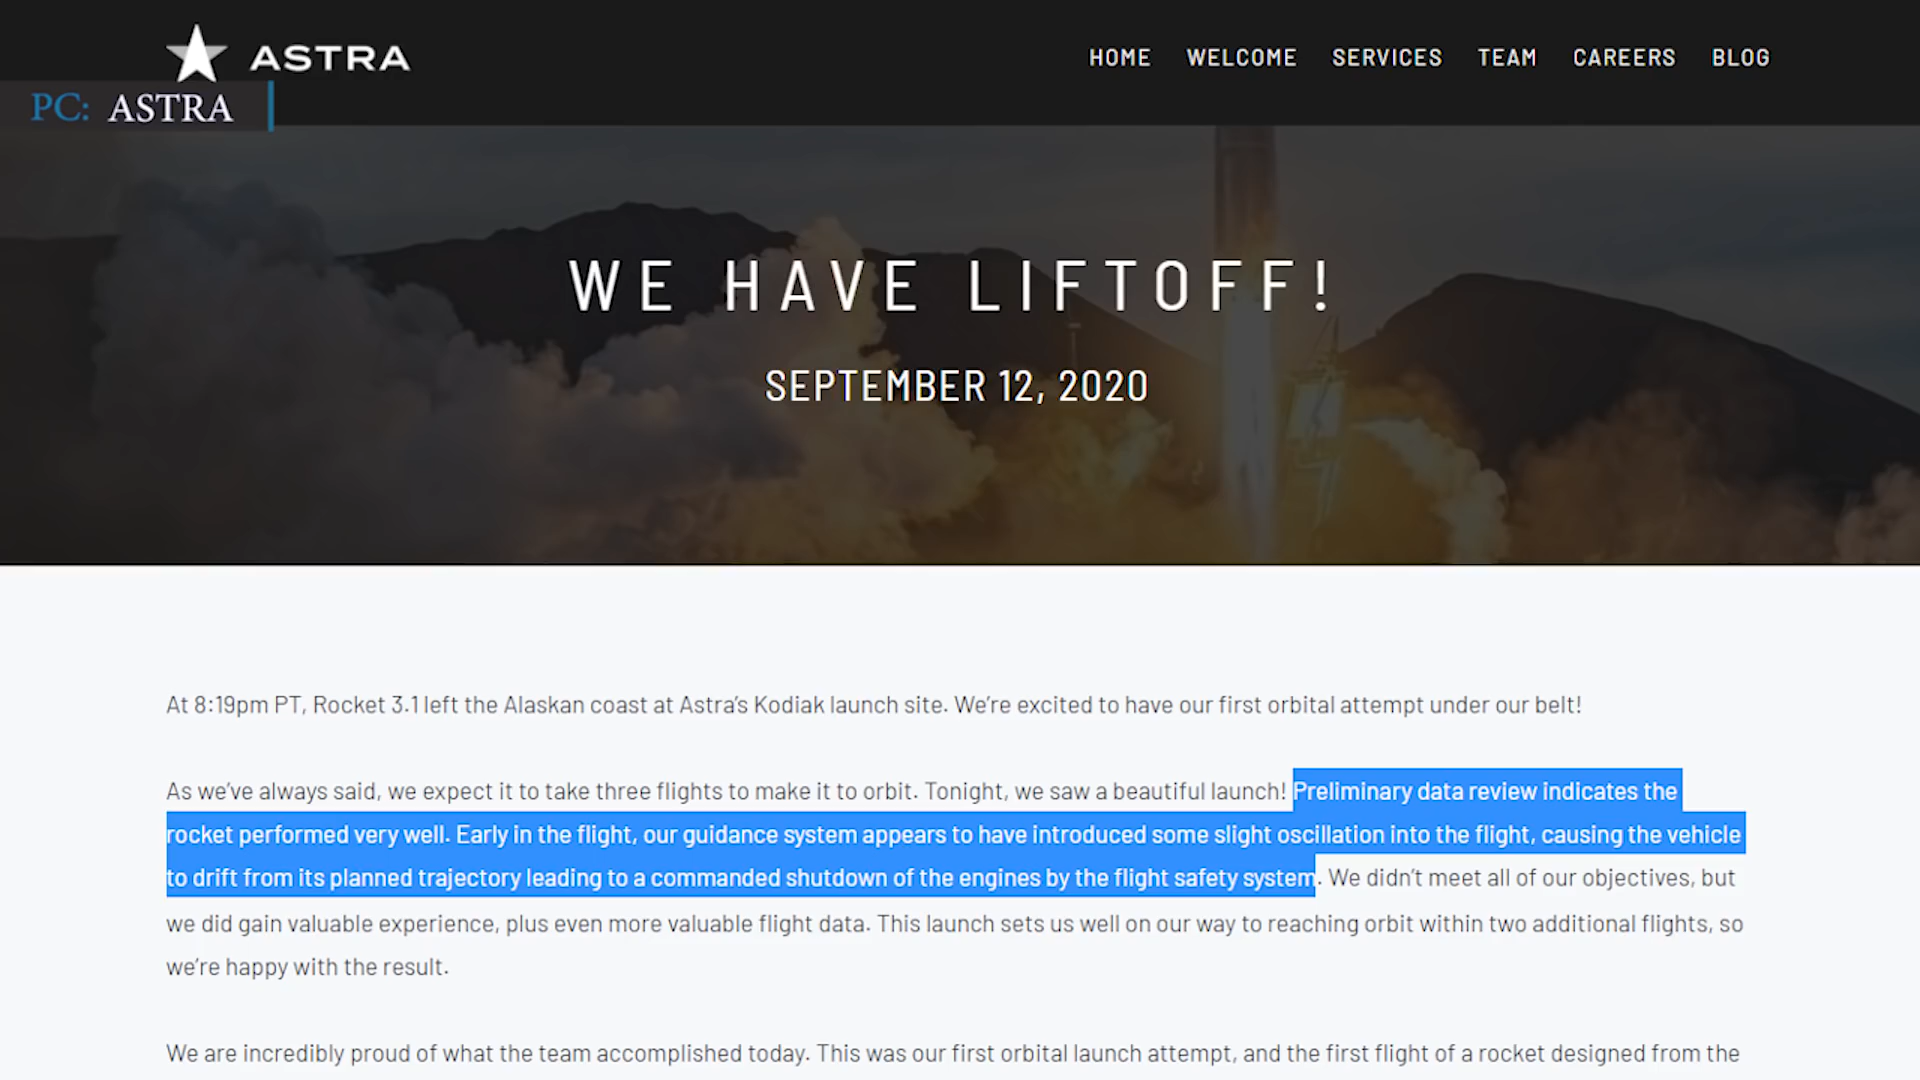 ASTRA
HOME WELCOME SERVICES TEAM CAREERS BLOG
PC: ASTRA
WE HAVE LIFTOFF!
SEPTEMBER 12, 2020
At 8:19pm PT, Rocket 3.1 left the Alaskan coast at Astra’s Kodiak launch site. We’re excited to have our first orbital attempt under our belt!
As we’ve always said, we expect it to take three flights to make it to orbit. Tonight, we saw a beautiful launch! Preliminary data review indicates the
rocket performed very well. Early in the flight, our guidance system appears to have introduced some slight oscillation into the flight, causing the vehicle
to drift from its planned trajectory leading to a commanded shutdown of the engines by the flight safety system. We didn’t meet all of our objectives, but
we did gain valuable experience, plus even more valuable flight data. This launch sets us well on our way to reaching orbit within two additional flights, so
we’re happy with the result.
We are incredibly proud of what the team accomplished today. This was our first orbital launch attempt, and the first flight of a rocket designed from the